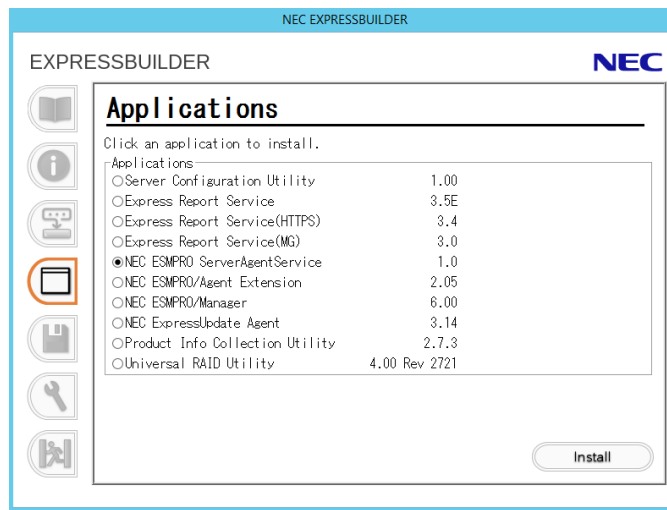 NEC EXPRESSBUILDER
EXPRESSBUILDER
NEC
Applications
Click an application to install.
Applications
Server Configuration Utility 1.00
Express Report Service 3.5E
Express Report Service(HTTPS) 3.4
Express Report Service(MG) 3.0
NEC ESMPRO ServerAgentService 1.0
NEC ESMPRO/Agent Extension 2.05
NEC ESMPRO/Manager 6.00
NEC ExpressUpdate Agent 3.14
Product Info Collection Utility 2.7.3
Universal RAID Utility 4.00 Rev 2721
Install